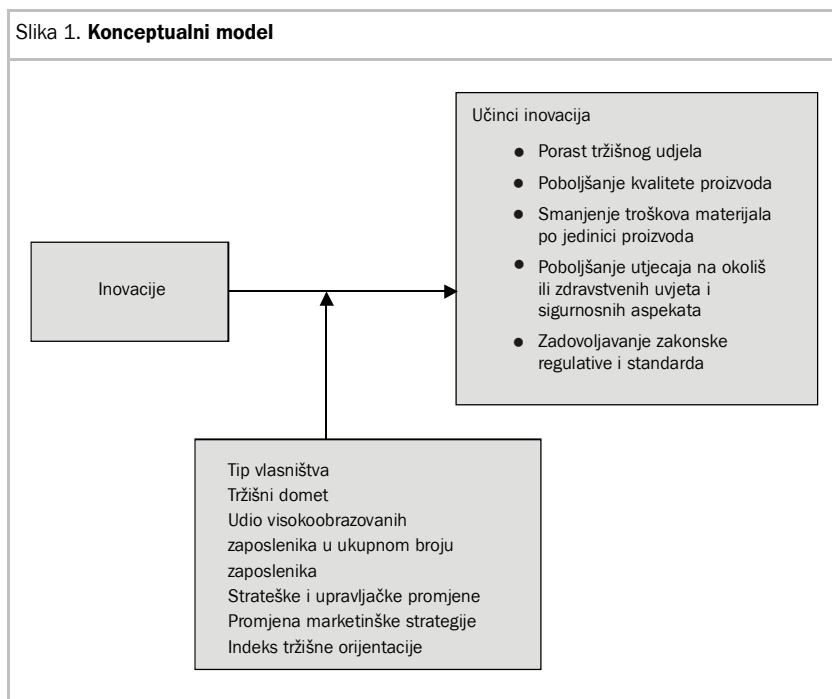 Slika 1. Konceptualni model
Učinci inovacija
● Porast tržišnog udjela
● Poboljšanje kvalitete proizvoda
● Smanjenje troškova materijala
po jedinici proizvoda
● Poboljšanje utjecaja na okoliš
ili zdravstvenih uvjeta i
sigurnosnih aspekata
● Zadovoljavanje zakonske
regulative i standarda
Inovacije
Tip vlasništva
Tržišni domet
Udio visokoobrazovanih
zaposlenika u ukupnom broju
zaposlenika
Strateške i upravljačke promjene
Promjena marketinške strategije
Indeks tržišne orijentacije